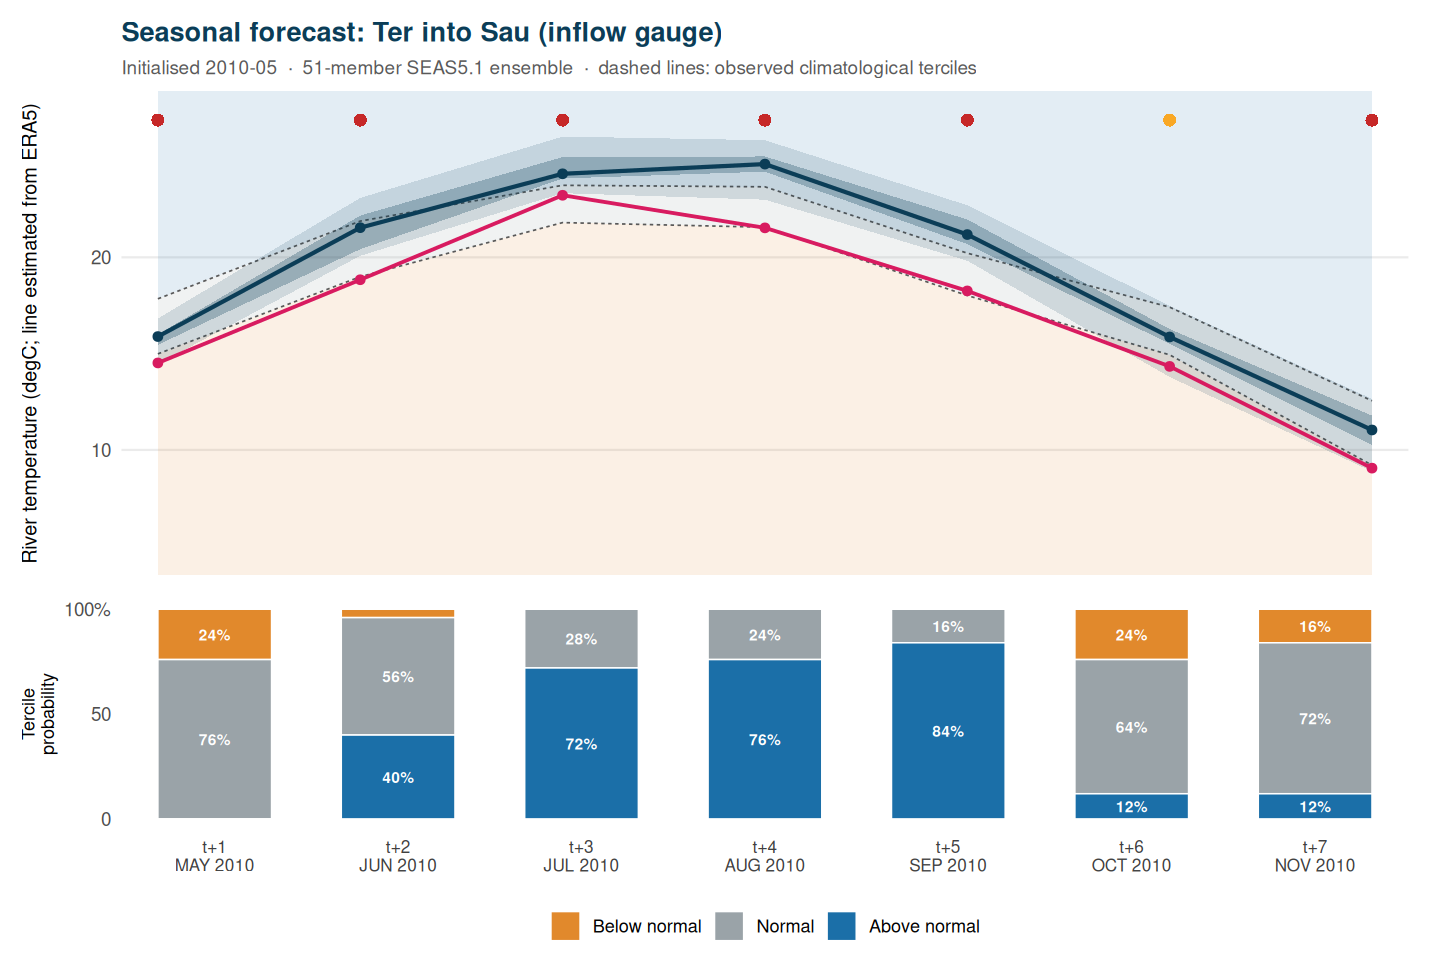 Seasonal forecast: Ter into Sau (inflow gauge)
Initialised 2010-05 · 51-member SEAS5.1 ensemble · dashed lines: observed climatological terciles
River temperature (degC; line estimated from ERA5)
20
10
Tercile
probability
100%
50
0
24%
76%
56%
40%
28%
72%
24%
76%
16%
84%
24%
64%
12%
16%
72%
12%
t+1
MAY 2010
t+2
JUN 2010
t+3
JUL 2010
t+4
AUG 2010
t+5
SEP 2010
t+6
OCT 2010
t+7
NOV 2010
Below normal
Normal
Above normal